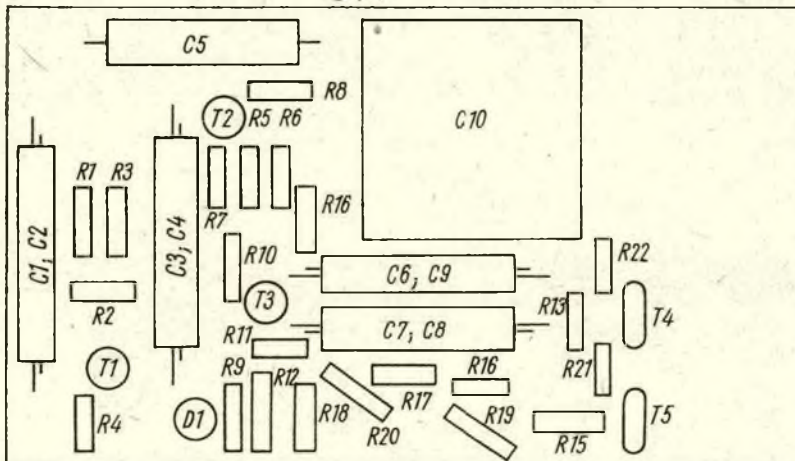 C5
R8
T2
R5
R6
C10
R1
R3
R7
R16
C1, C2
C3, C4
R10
R22
C6, C9
R2
T3
R13
T4
C7, C8
R11
T1
R9
R12
R16
R21
R17
R4
D1
R18
R20
R19
R15
T5